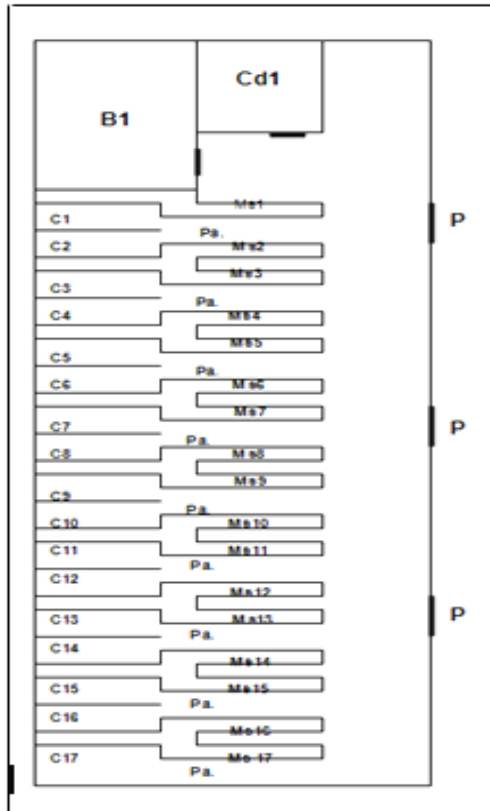 Cd1
B1
Ms1
C1
P
Pa.
C2
Ms2
Ms3
C3
Pa.
C4
Ms4
Ms5
C5
Pa.
C6
Ms6
Ms7
C7
P
Pa.
C8
Ms8
Ms9
C9
Pa.
C10
Ms10
C11
Ms11
Pa.
C12
Ms12
C13
Ms13
P
Pa.
C14
Ms14
C15
Ms15
Pa.
C16
Ms16
C17
Ms17
Pa.